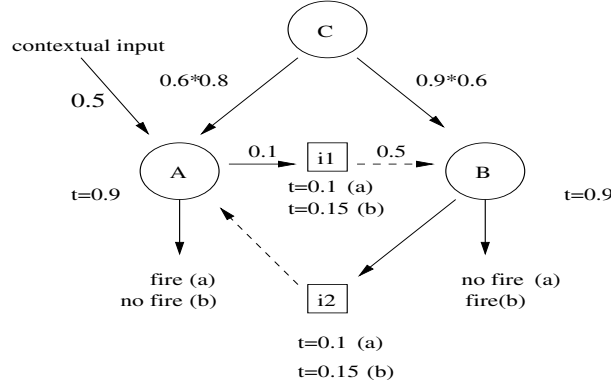 C
contextual input
0.6*0.8
0.9*0.6
0.5
0.1
i1
0.5
A
B
t=0.9
t=0.1 (a)
t=0.15 (b)
t=0.9
fire (a)
no fire (b)
no fire (a)
fire(b)
i2
t=0.1 (a)
t=0.15 (b)